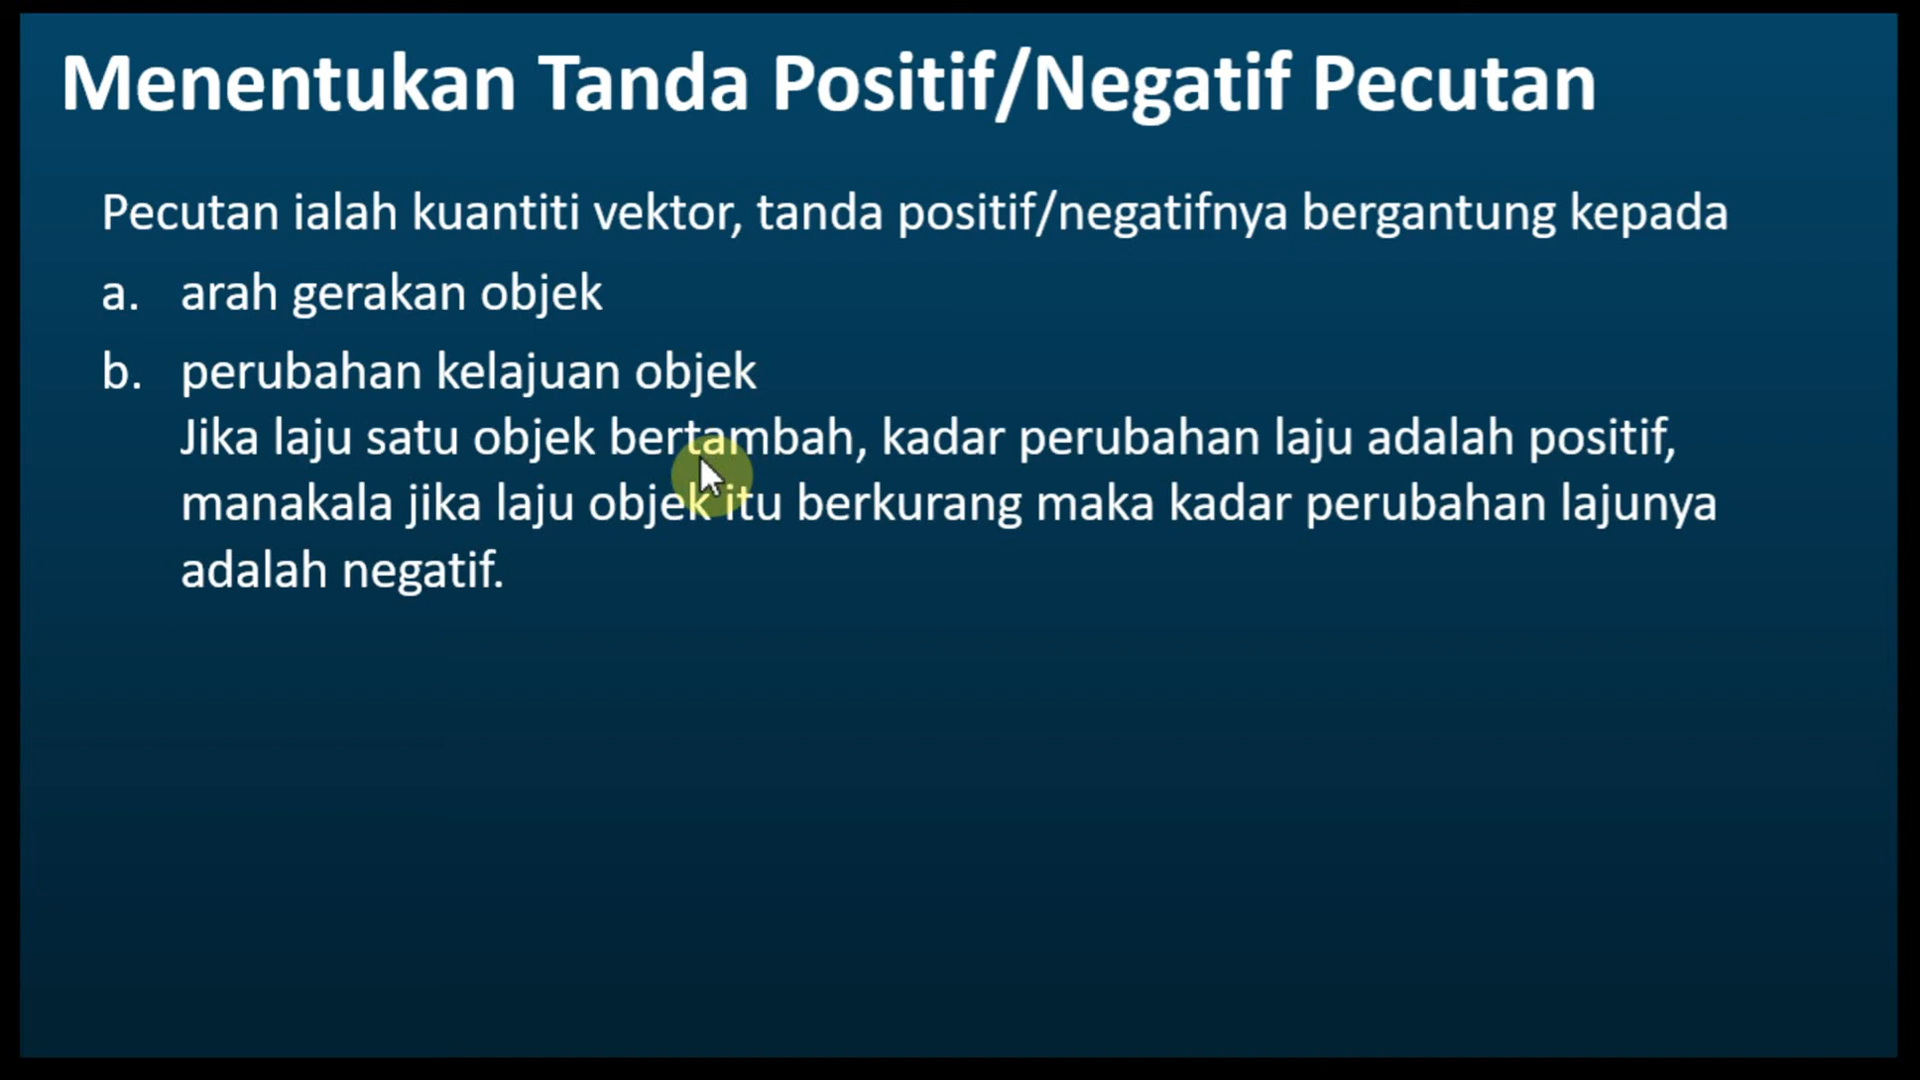 Menentukan Tanda Positif/Negatif Pecutan
Pecutan ialah kuantiti vektor, tanda positif/negatifnya bergantung kepada
a. arah gerakan objek
b. perubahan kelajuan objek
Jika laju satu objek bertambah, kadar perubahan laju adalah positif,
manakala jika laju objek itu berkurang maka kadar perubahan lajunya
adalah negatif.